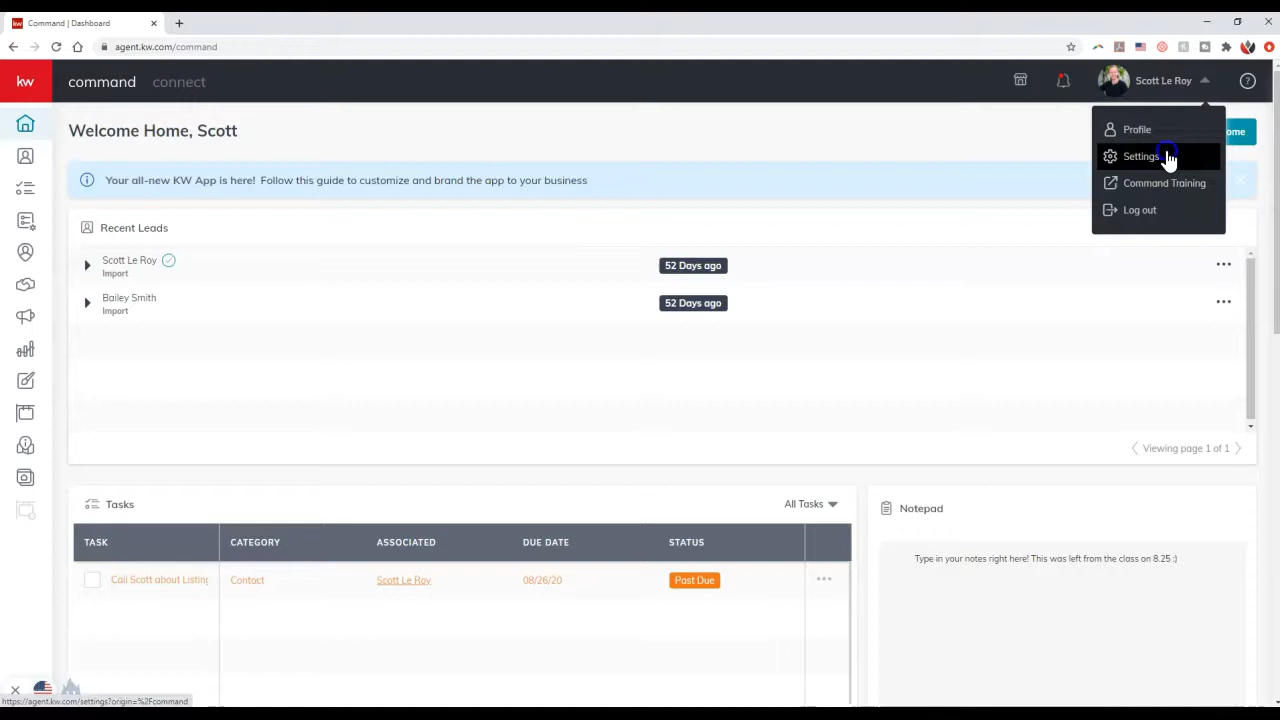 Command | Dashboard
agent.kw.com/command
kw
command connect
Scott Le Roy
Profile
Settings
Command Training
Log out
Welcome Home, Scott
ome
Your all-new KW App is here! Follow this guide to customize and brand the app to your business
Recent Leads
Scott Le Roy
Import
52 Days ago
Bailey Smith
Import
52 Days ago
Viewing page 1 of 1
Tasks
All Tasks
Notepad
TASK CATEGORY ASSOCIATED DUE DATE STATUS
Call Scott about Listing Contact Scott Le Roy 08/26/20 Past Due
Type in your notes right here! This was left from the class on 8.25 :)
https://agent.kw.com/settings?origin=%2Fcommand